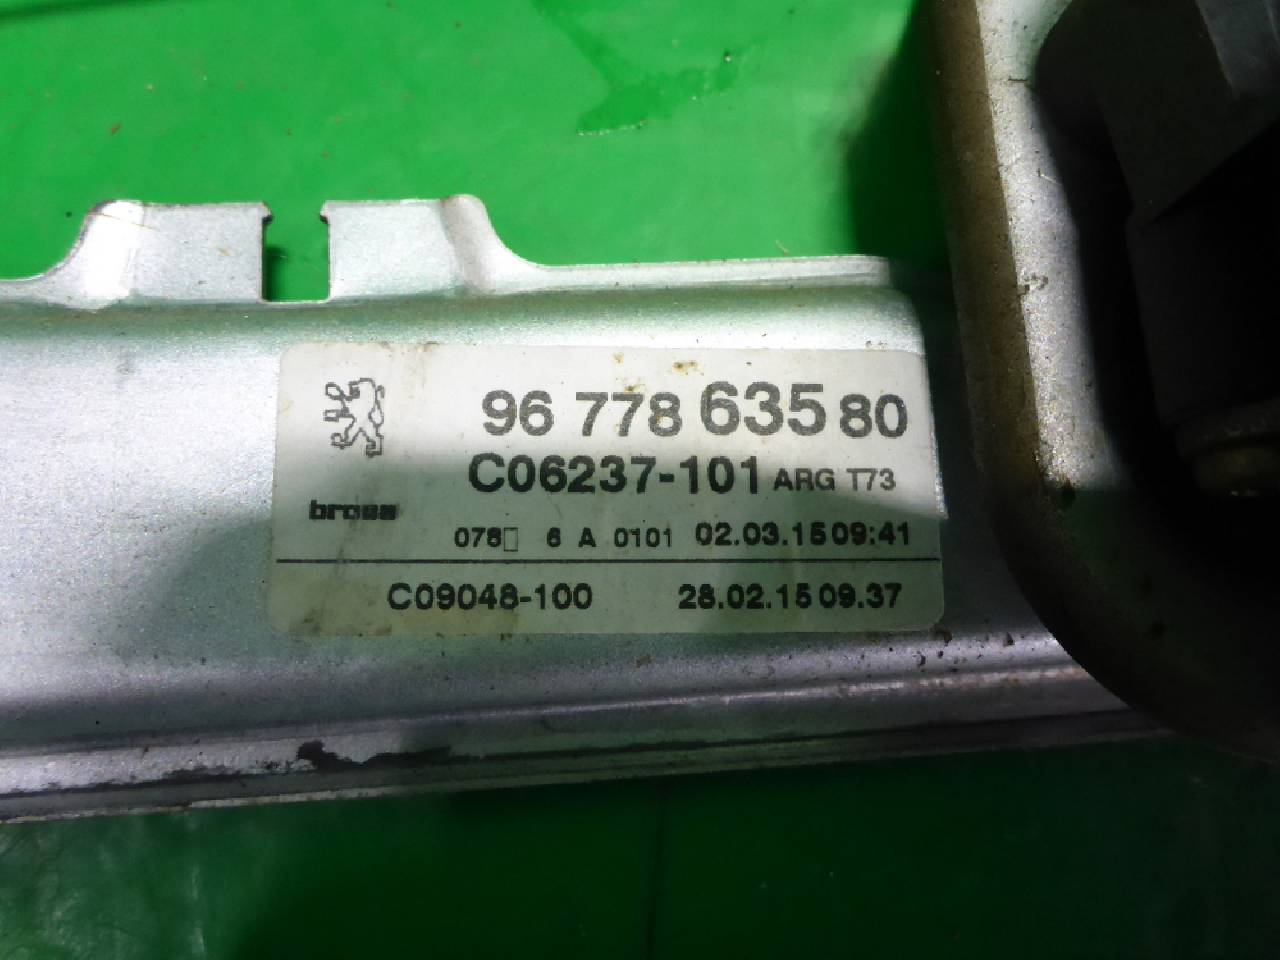 96 778 635 80
C06237-101 ARG T73
brose
078□ 6 A 0101 02.03.15 09:41
C09048-100 28.02.15 09.37